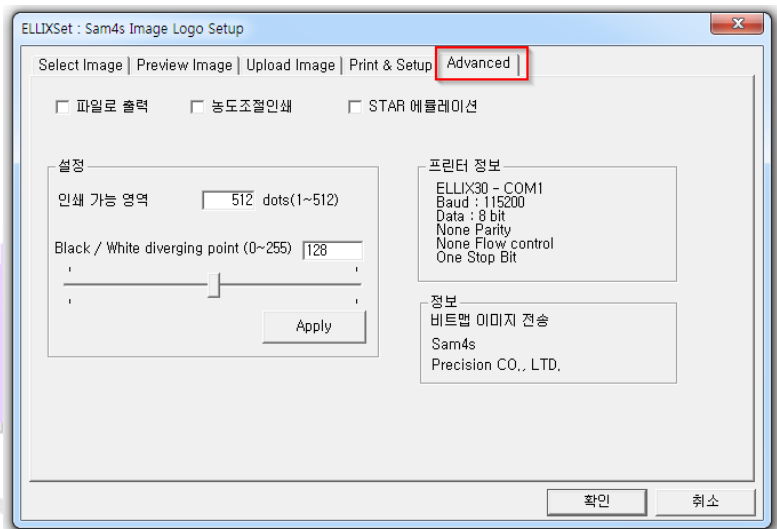 ELLIXSet : Sam4s Image Logo Setup
Select Image | Preview Image | Upload Image | Print & Setup Advanced |
파일로 출력 농도조절인쇄 STAR 에뮬레이션
설정
인쇄 가능 영역 512 dots(1~512)
Black / White diverging point (0~255) 128
Apply
프린터 정보
ELLIX30 - COM1
Baud : 115200
Data : 8 bit
None Parity
None Flow control
One Stop Bit
정보
비트맵 이미지 전송
Sam4s
Precision CO,, LTD,
확인 취소